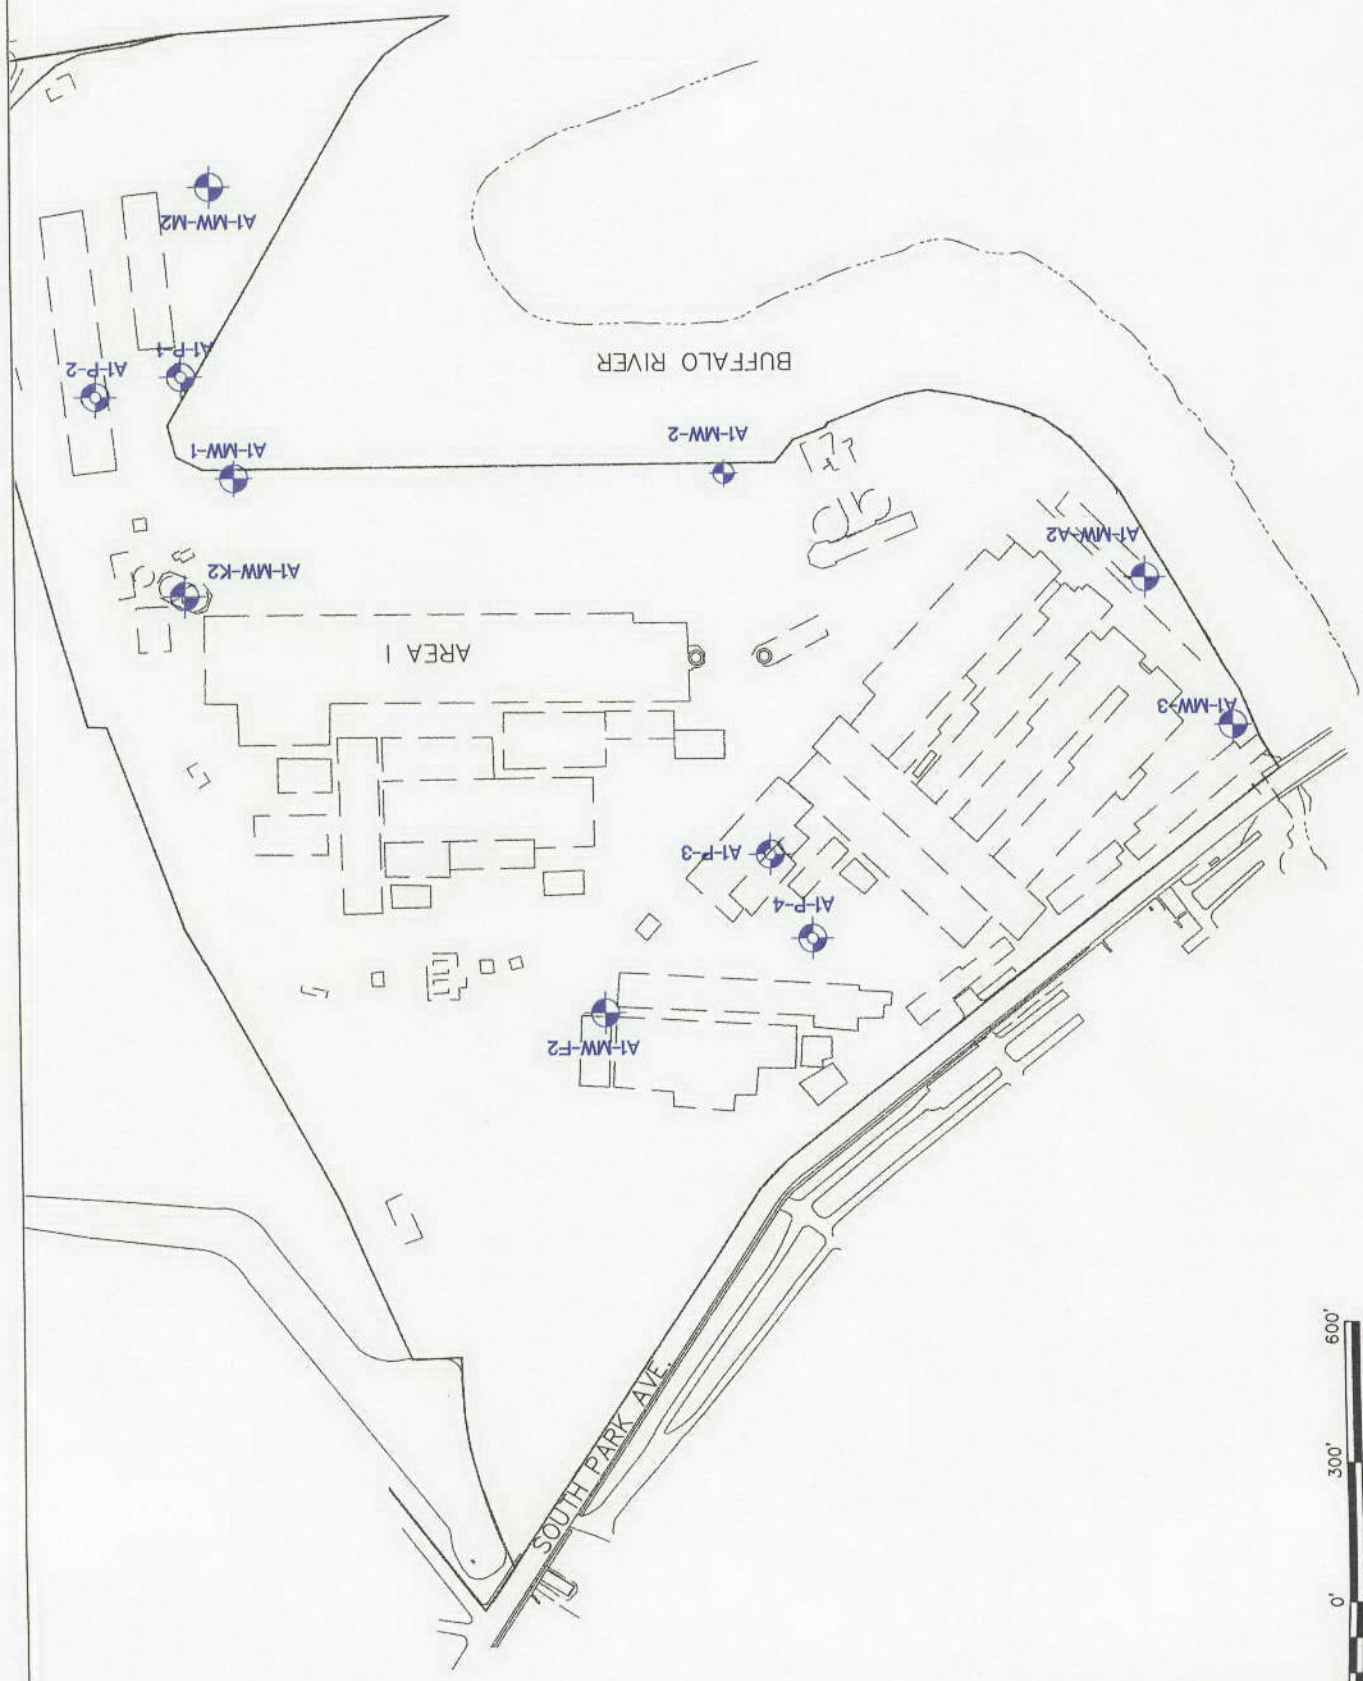 A1-MW-M2
A1-P-2
A1-P-1
BUFFALO RIVER
A1-MW-1
A1-MW-2
A1-MW-A2
A1-MW-K2
AREA 1
A1-MW-3
A1-P-3
A1-P-4
A1-MW-F2
SOUTH PARK AVE.
0'
300'
600'